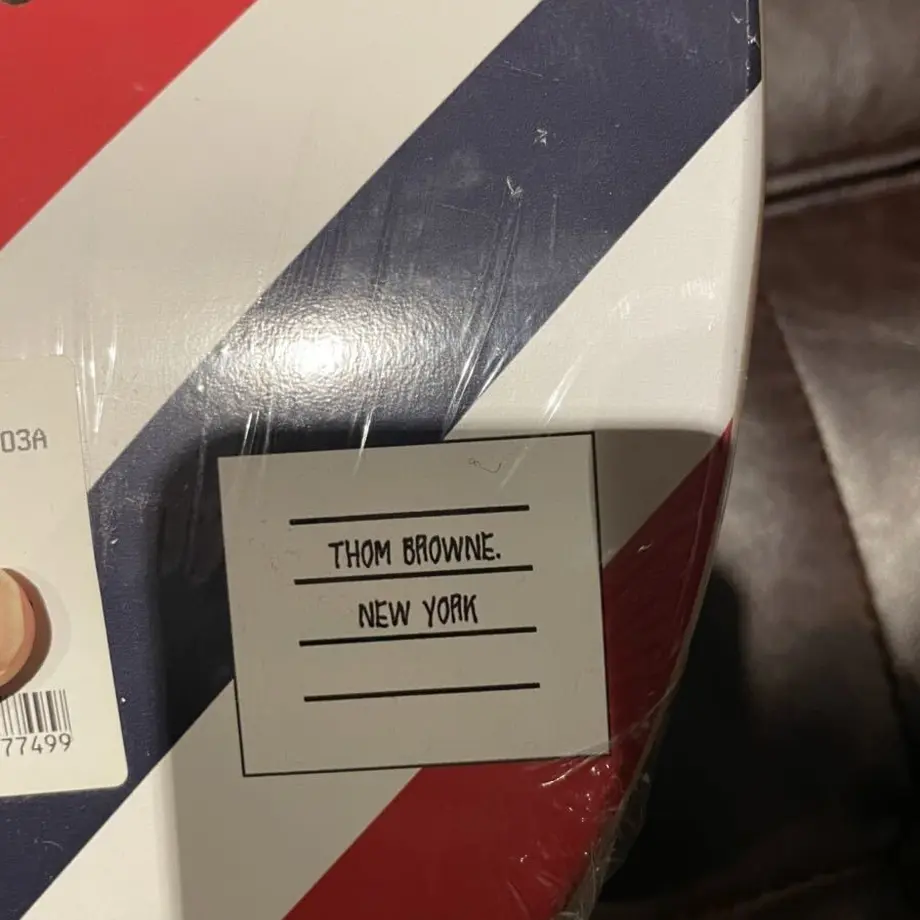 03A
THOM BROWNE.
NEW YORK
77499